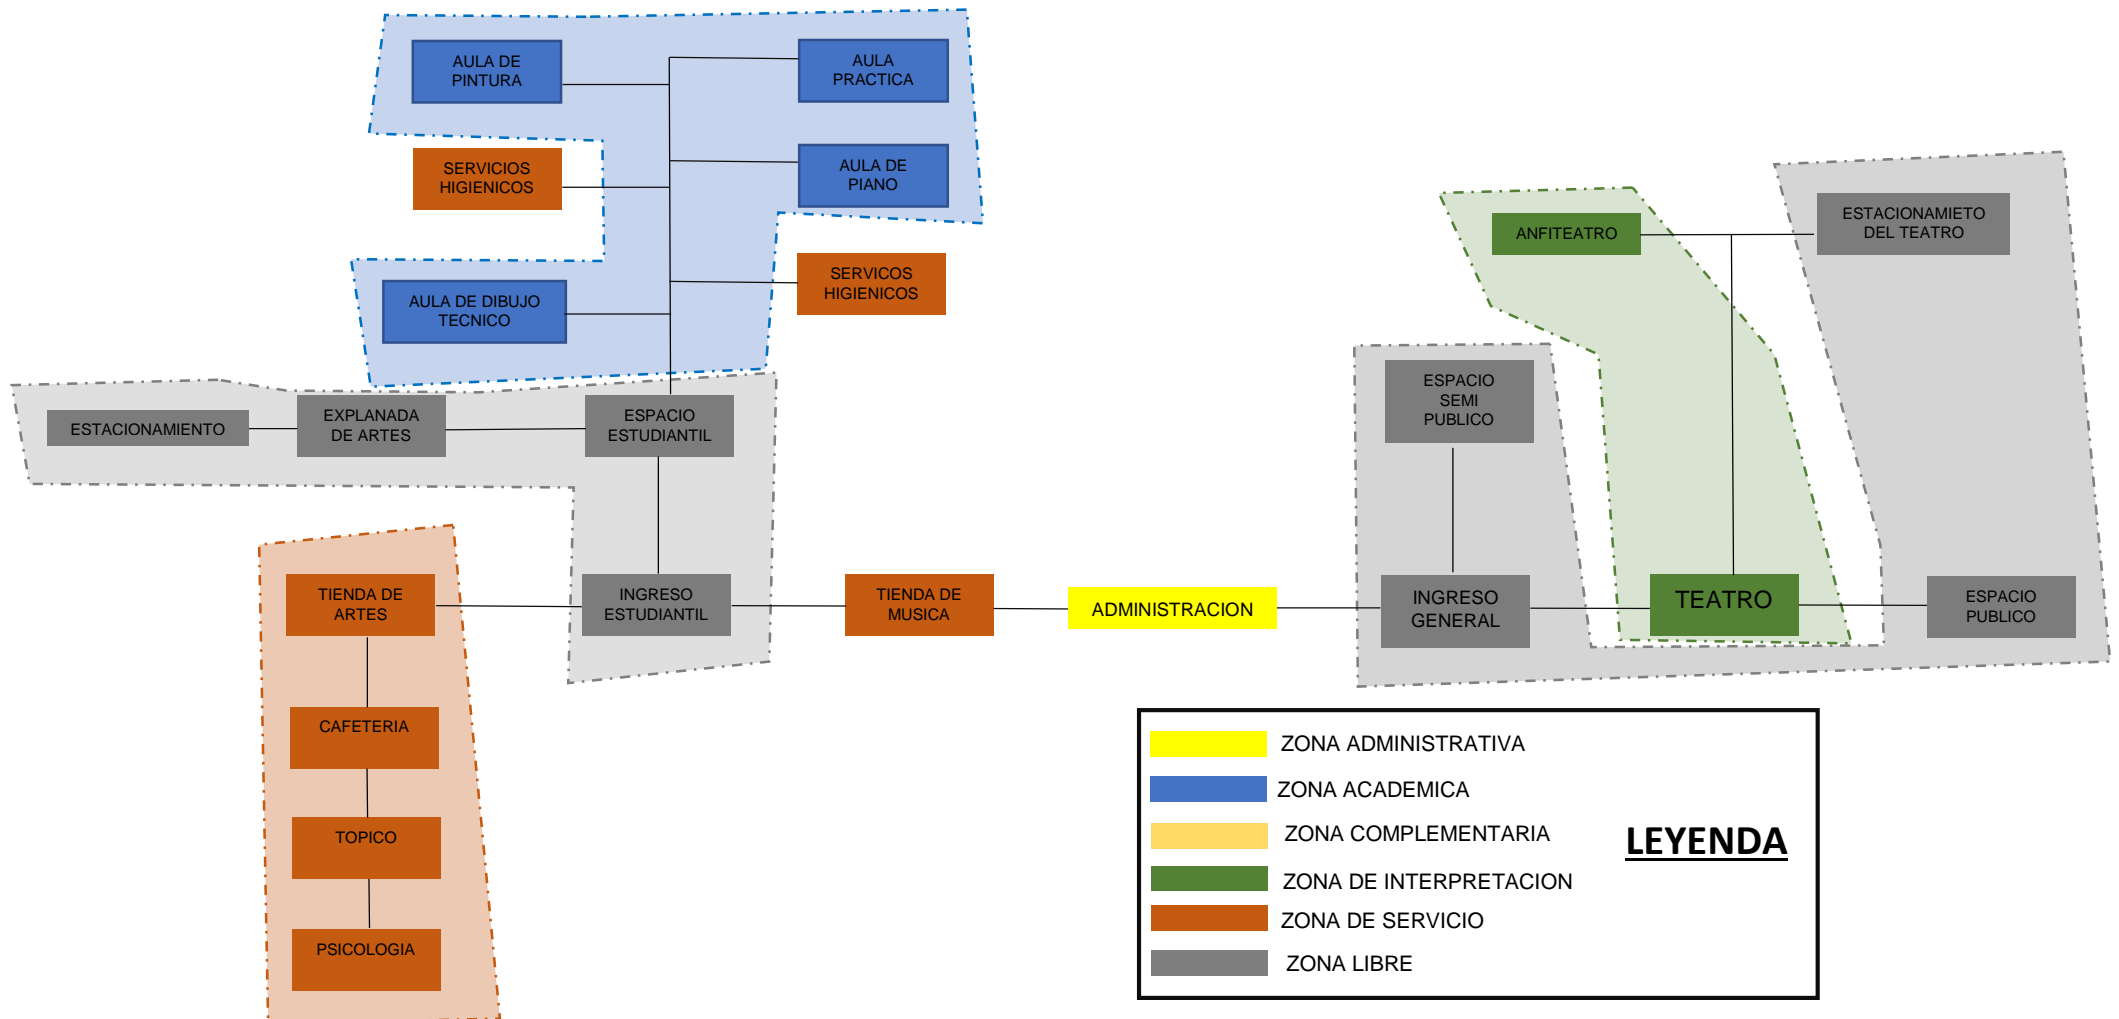 AULA DE
PINTURA
AULA
PRACTICA
SERVICIOS
HIGIENICOS
AULA DE
PIANO
SERVICOS
HIGIENICOS
AULA DE DIBUJO
TECNICO
ANFITEATRO
ESTACIONAMIETO
DEL TEATRO
ESPACIO
SEMI
PUBLICO
ESTACIONAMIENTO
EXPLANADA
DE ARTES
ESPACIO
ESTUDIANTIL
TIENDA DE
ARTES
INGRESO
ESTUDIANTIL
TIENDA DE
MUSICA
ADMINISTRACION
INGRESO
GENERAL
TEATRO
ESPACIO
PUBLICO
CAFETERIA
TOPICO
PSICOLOGIA
ZONA ADMINISTRATIVA
ZONA ACADEMICA
ZONA COMPLEMENTARIA
ZONA DE INTERPRETACION
ZONA DE SERVICIO
ZONA LIBRE
LEYENDA